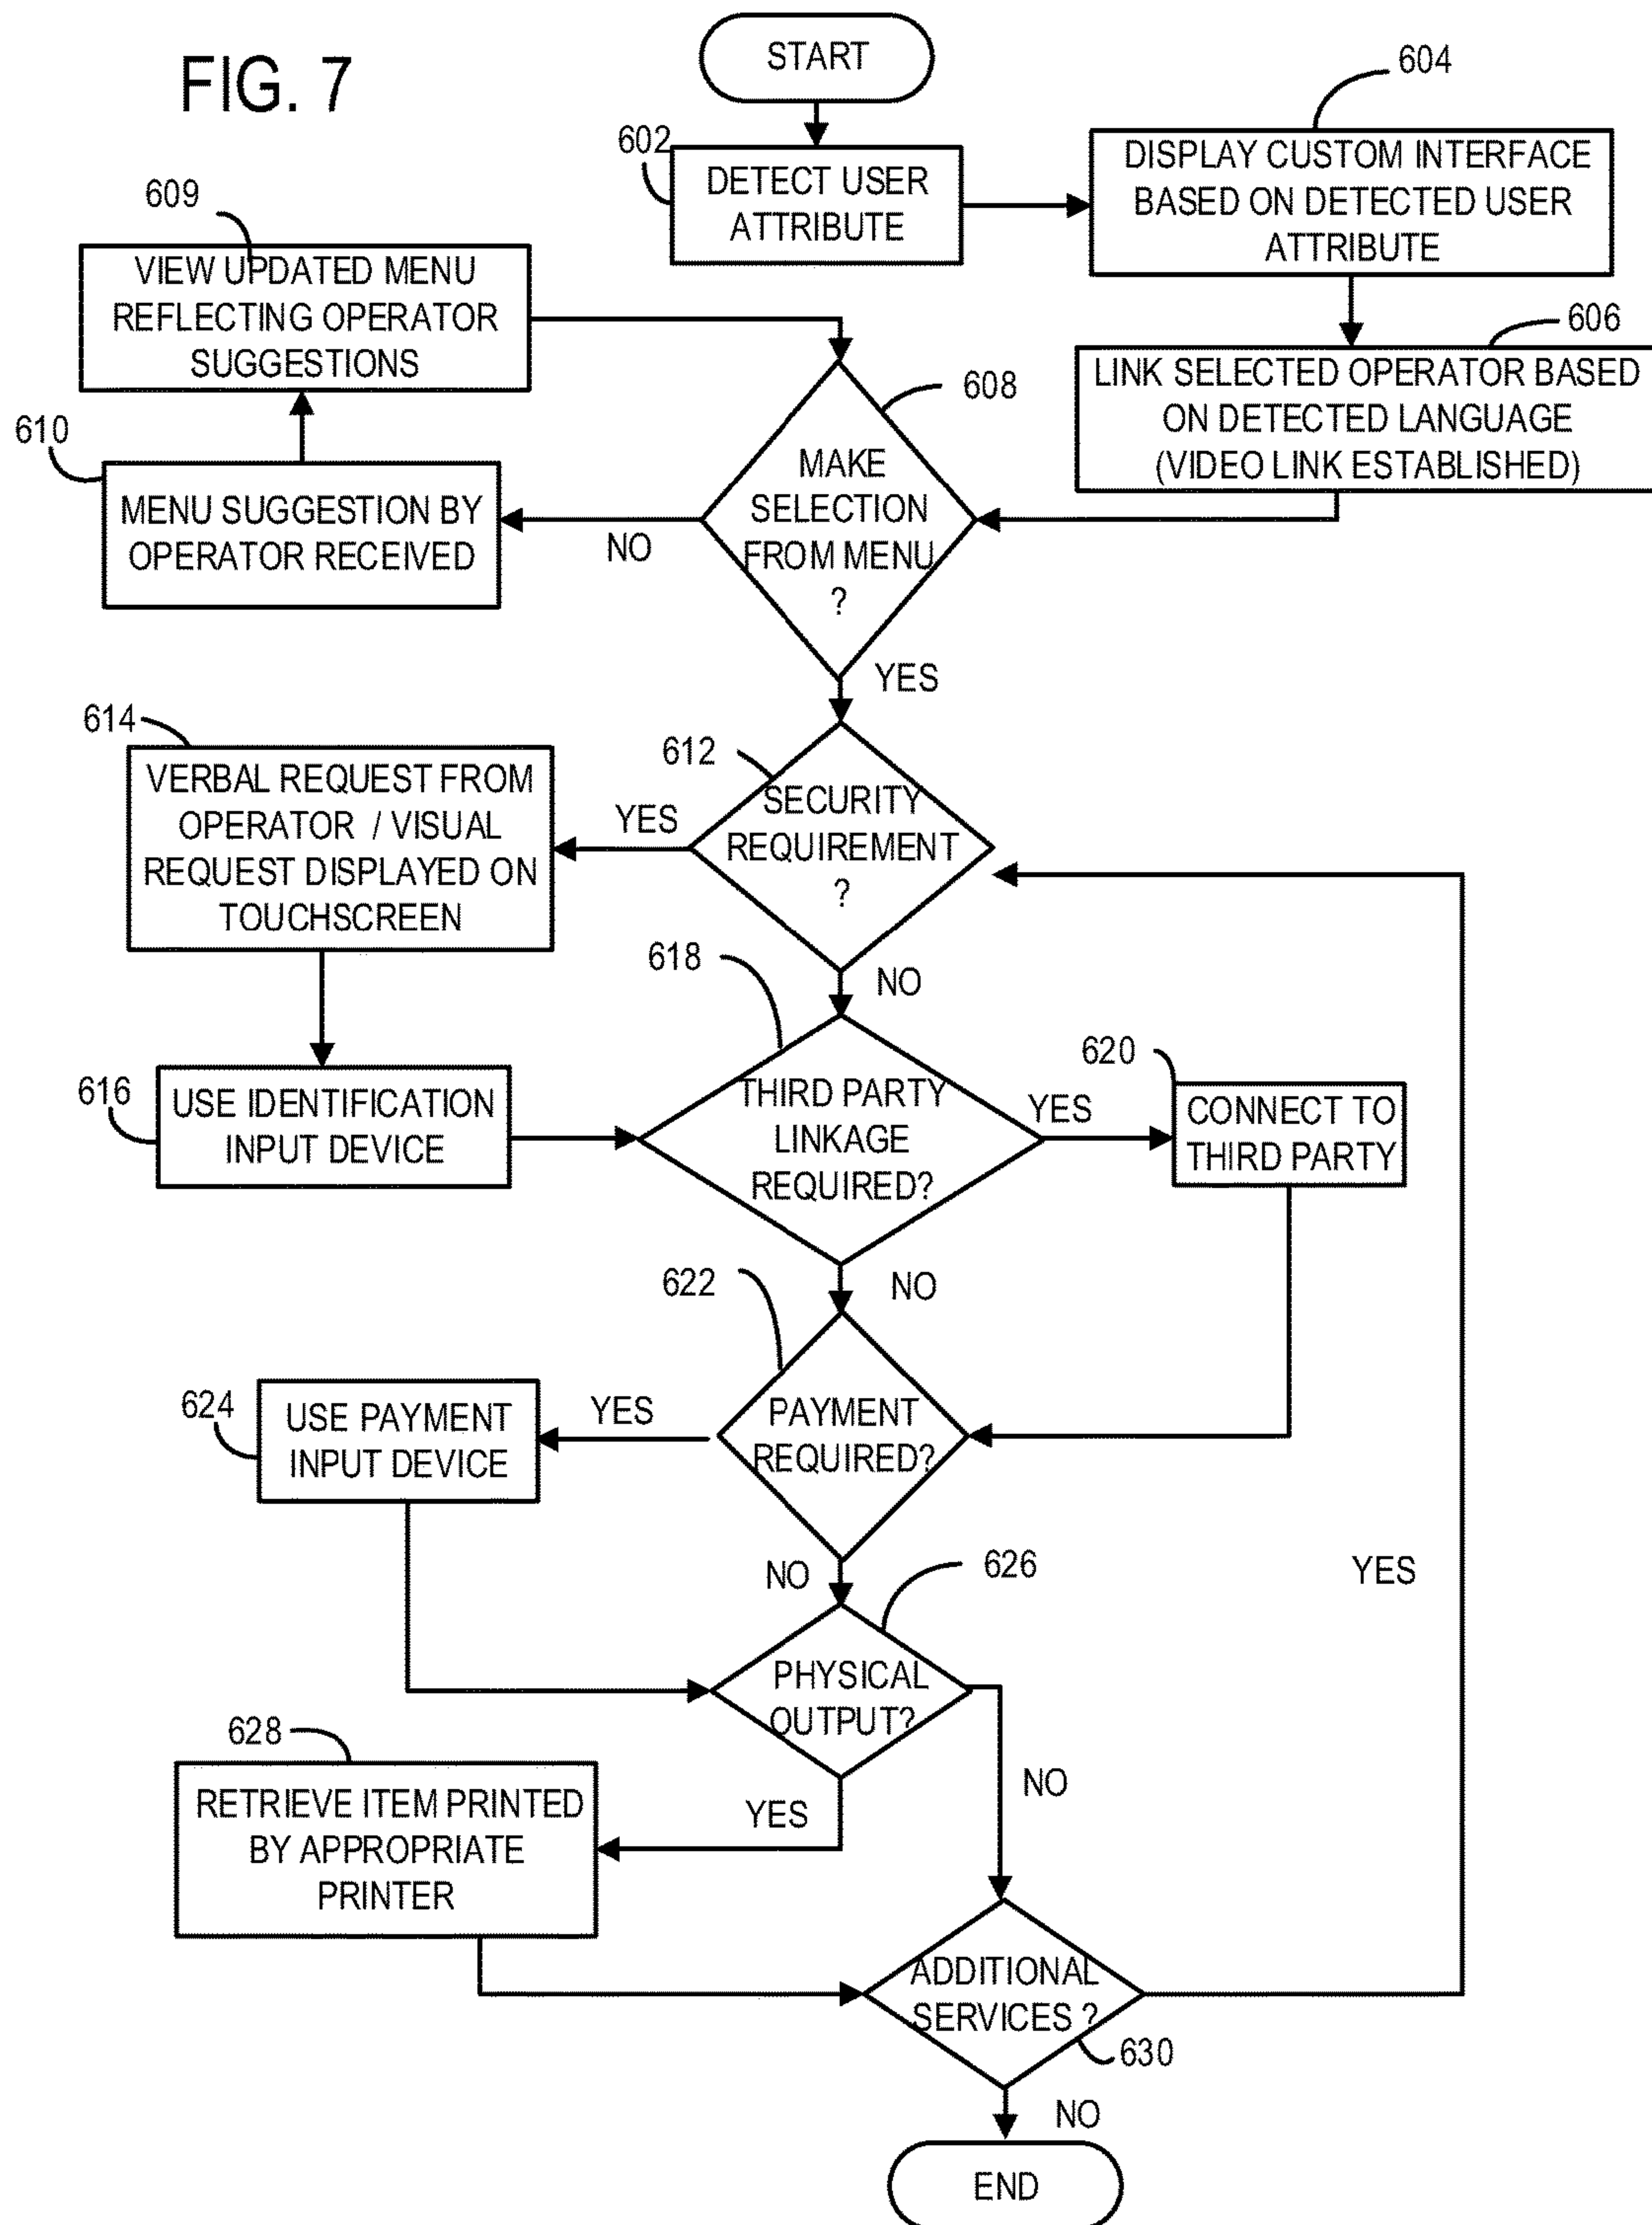 FIG. 7
START
604
602
DETECT USER
ATTRIBUTE
DISPLAY CUSTOM INTERFACE
BASED ON DETECTED USER
ATTRIBUTE
609
VIEW UPDATED MENU
REFLECTING OPERATOR
SUGGESTIONS
606
LINK SELECTED OPERATOR BASED
ON DETECTED LANGUAGE
(VIDEO LINK ESTABLISHED)
608
MAKE
SELECTION
FROM MENU
?
610
MENU SUGGESTION BY
OPERATOR RECEIVED
NO
YES
614
VERBAL REQUEST FROM
OPERATOR / VISUAL
REQUEST DISPLAYED ON
TOUCHSCREEN
612
SECURITY
REQUIREMENT
?
YES
NO
618
616
USE IDENTIFICATION
INPUT DEVICE
THIRD PARTY
LINKAGE
REQUIRED?
YES
620
CONNECT TO
THIRD PARTY
NO
622
624
USE PAYMENT
INPUT DEVICE
YES
PAYMENT
REQUIRED?
NO
626
YES
PHYSICAL
OUTPUT?
628
RETRIEVE ITEM PRINTED
BY APPROPRIATE
PRINTER
YES
NO
ADDITIONAL
SERVICES ?
630
NO
END